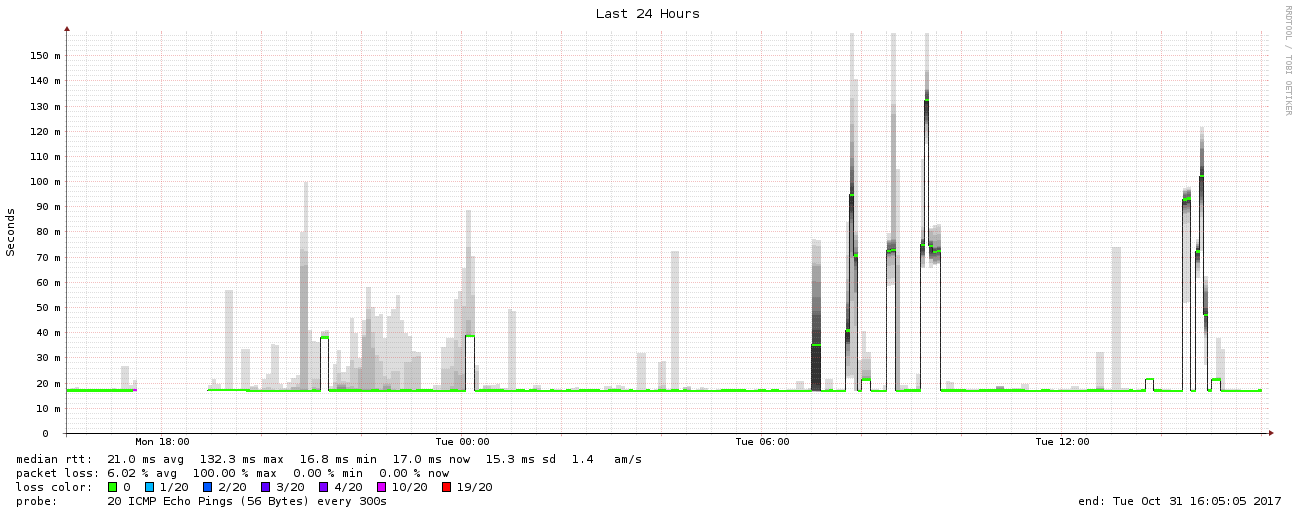 Last 24 Hours
RRDTOOL / TOBI OETIKER
Seconds
150 m
140 m
130 m
120 m
110 m
100 m
90 m
80 m
70 m
60 m
50 m
40 m
30 m
20 m
10 m
0
Mon 18:00 Tue 00:00 Tue 06:00 Tue 12:00
median rtt: 21.0 ms avg 132.3 ms max 16.8 ms min 17.0 ms now 15.3 ms sd 1.4 am/s
packet loss: 6.02 % avg 100.00 % max 0.00 % min 0.00 % now
loss color: 0 1/20 2/20 3/20 4/20 10/20 19/20
probe: 20 ICMP Echo Pings (56 Bytes) every 300s end: Tue Oct 31 16:05:05 2017